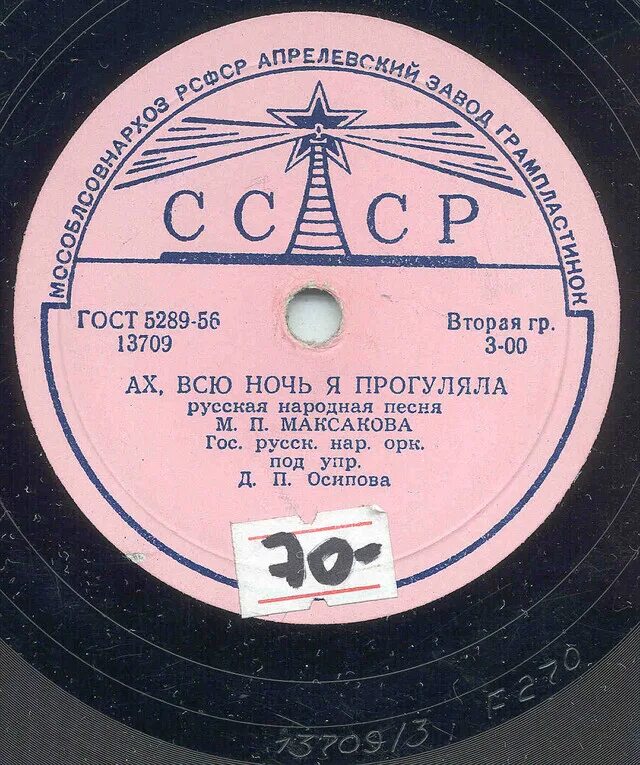 МОСОБЛСОВНАРХОЗ РСФСР АПРЕЛЕВСКИЙ ЗАВОД ГРАМПЛАСТИНОК
СССР
ГОСТ 5289-56
13709
Вторая гр.
3-00
АХ, ВСЮ НОЧЬ Я ПРОГУЛЯЛА
русская народная песня
М. П. МАКСАКОВА
Гос. русск. нар. орк.
под упр.
Д. П. Осипова
70-
13709/3 Е-270